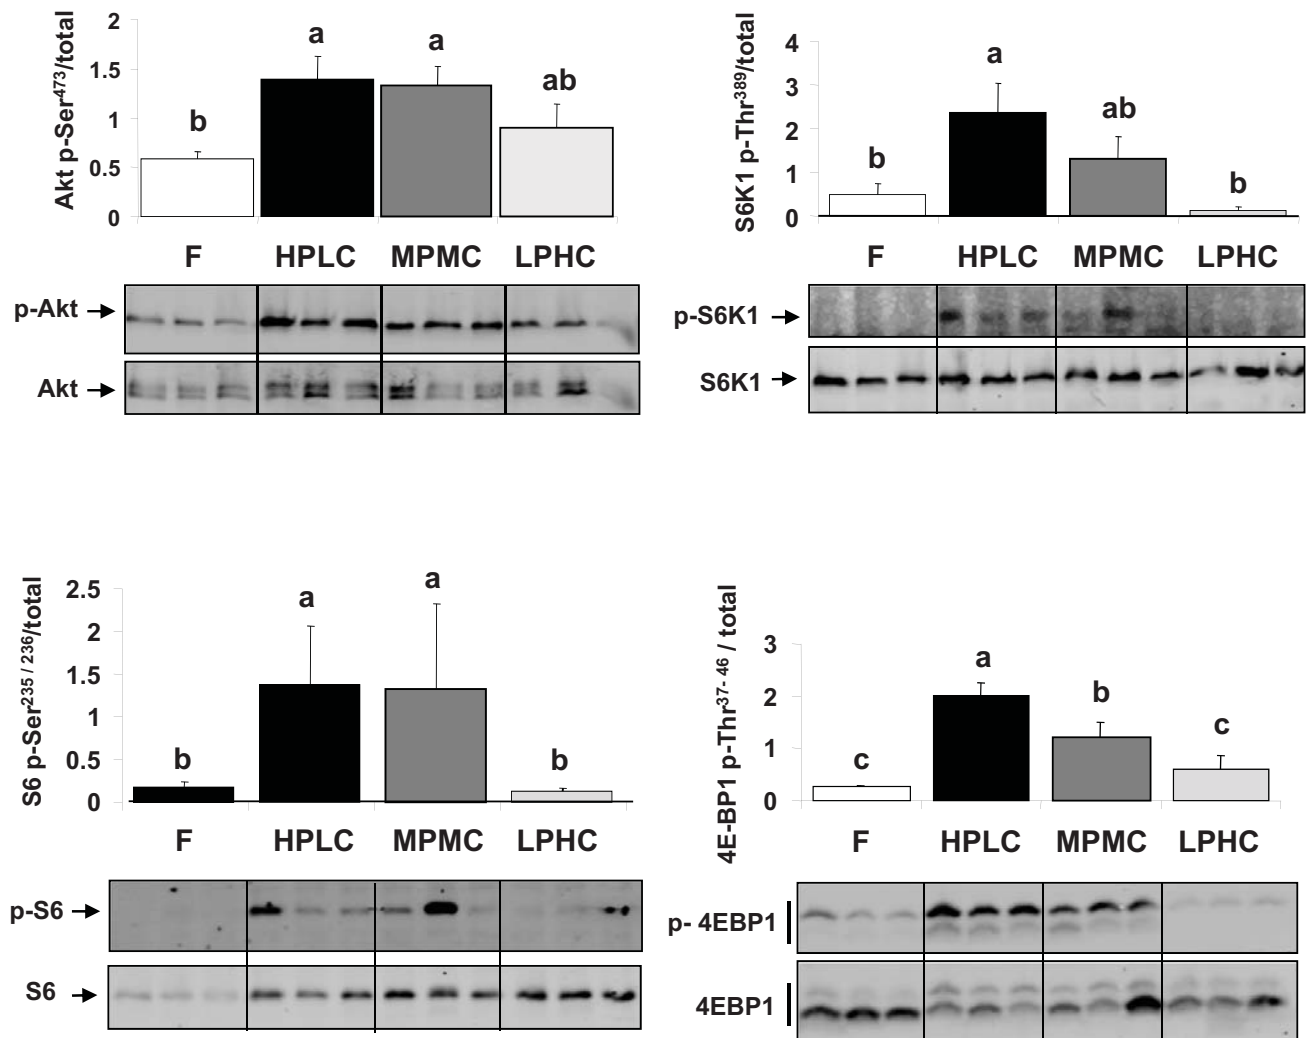 Akt p-Ser473/total
2
1.5
1
0.5
0
b
a
a
ab
F HPLC MPMC LPHC
p-Akt
Akt
S6K1 p-Thr389/total
4
3
2
1
0
b
a
ab
b
F HPLC MPMC LPHC
p-S6K1
S6K1
S6 p-Ser235 / 236/total
2.5
2
1.5
1
0.5
0
b
a
a
b
F HPLC MPMC LPHC
p-S6
S6
4E-BP1 p-Thr37- 46 / total
3
2
1
0
c
a
b
c
F HPLC MPMC LPHC
p- 4EBP1
4EBP1